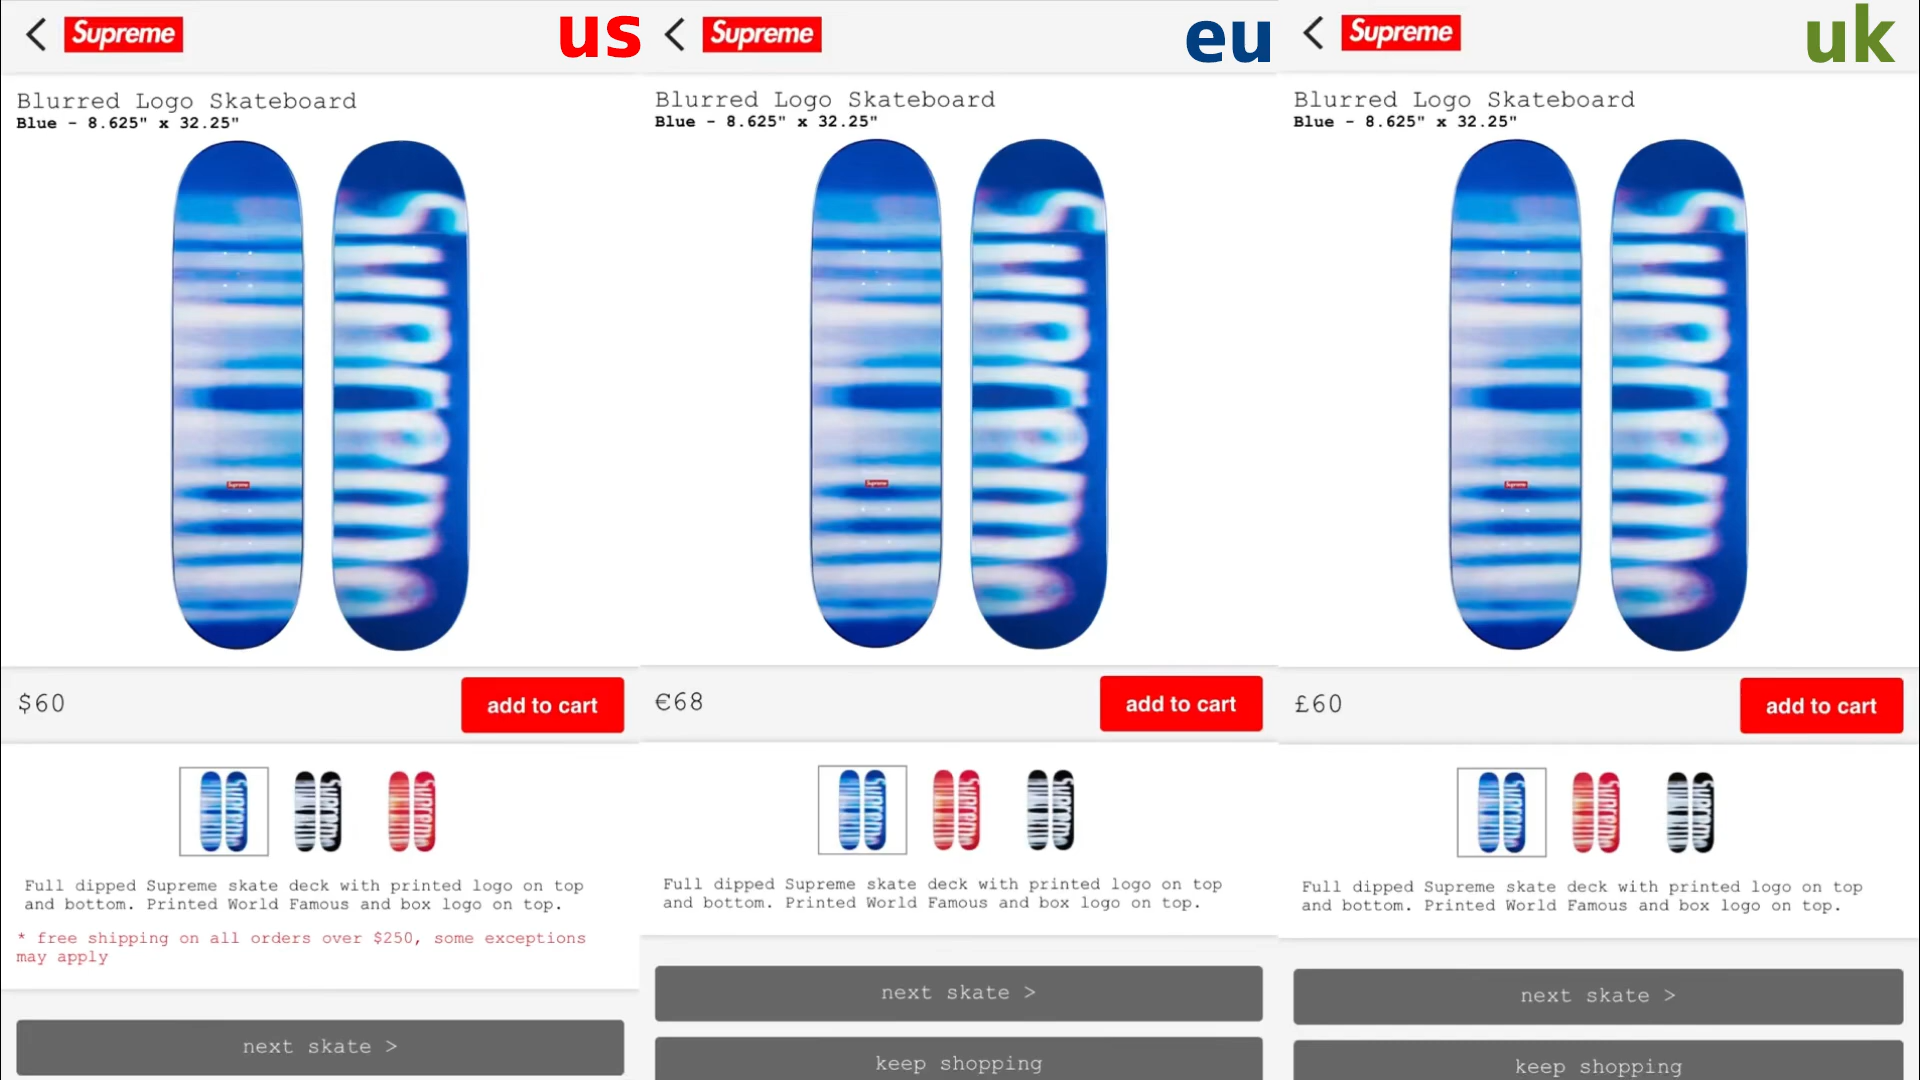 Supreme
us
Blurred Logo Skateboard
Blue - 8.625" x 32.25"
Supreme
$60
add to cart
Full dipped Supreme skate deck with printed logo on top
and bottom. Printed World Famous and box logo on top.
* free shipping on all orders over $250, some exceptions
may apply
next skate >
Supreme
eu
Blurred Logo Skateboard
Blue - 8.625" x 32.25"
Supreme
€68
add to cart
Full dipped Supreme skate deck with printed logo on top
and bottom. Printed World Famous and box logo on top.
next skate >
keep shopping
Supreme
uk
Blurred Logo Skateboard
Blue - 8.625" x 32.25"
Supreme
£60
add to cart
Full dipped Supreme skate deck with printed logo on top
and bottom. Printed World Famous and box logo on top.
next skate >
keep shopping